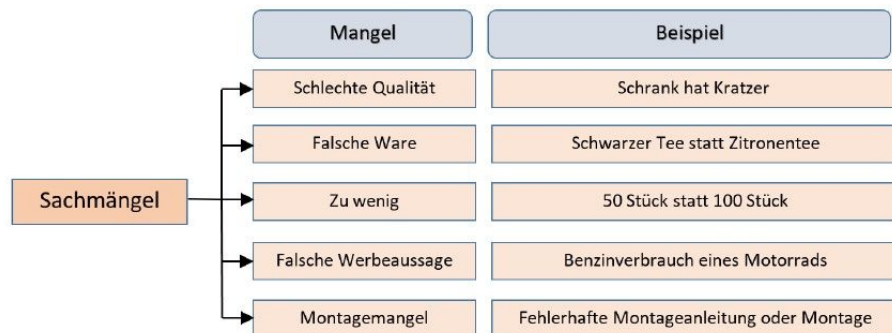 Mangel Beispiel
Schlechte Qualität Schrank hat Kratzer
Falsche Ware Schwarzer Tee statt Zitronentee
Sachmängel Zu wenig 50 Stück statt 100 Stück
Falsche Werbeaussage Benzinverbrauch eines Motorrads
Montagemangel Fehlerhafte Montageanleitung oder Montage